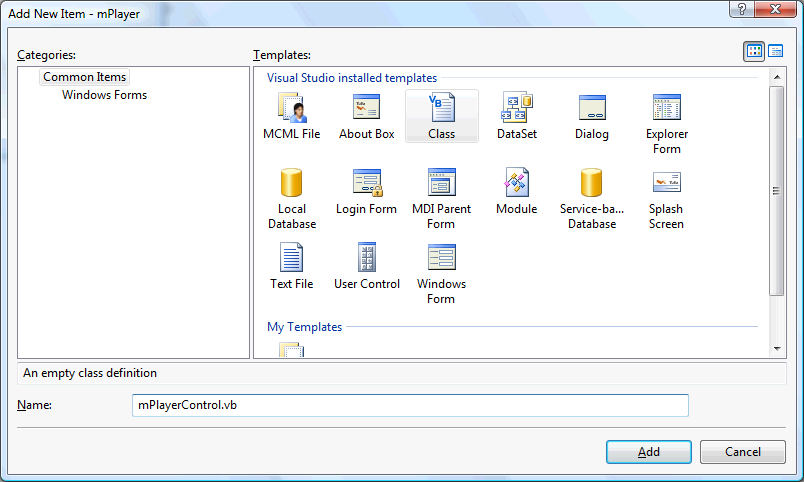 Add New Item - mPlayer
?
Categories:
Templates:
Common Items
Windows Forms
Visual Studio installed templates
MCML File
About Box
VB
Class
DataSet
Dialog
Explorer
Form
Local
Database
Login Form
MDI Parent
Form
Module
Service-ba...
Database
Splash
Screen
Text File
User Control
Windows
Form
My Templates
An empty class definition
Name:
mPlayerControl.vb
Add
Cancel